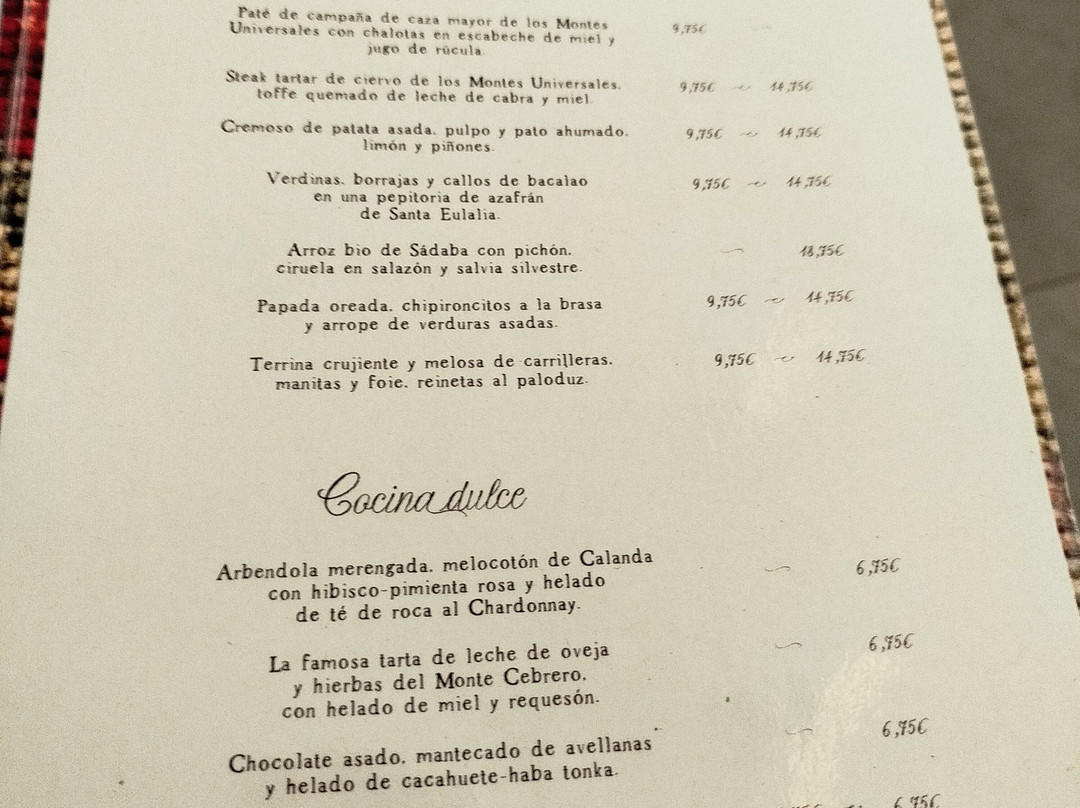 Paté de campaña de caza mayor de los Montes 9,75€
Universales con chalotas en escabeche de miel y
jugo de rúcula.
Steak tartar de ciervo de los Montes Universales. 9,75€ ~ 14,75€
toffe quemado de leche de cabra y miel.
Cremoso de patata asada. pulpo y pato ahumado. 9,75€ ~ 14,75€
limón y piñones.
Verdinas. borrajas y callos de bacalao 9,75€ ~ 14,75€
en una pepitoria de azafrán
de Santa Eulalia.
Arroz bio de Sádaba con pichón. ~ 18,75€
ciruela en salazón y salvia silvestre.
Papada oreada. chipironcitos a la brasa 9,75€ ~ 14,75€
y arrope de verduras asadas.
Terrina crujiente y melosa de carrilleras. 9,75€ ~ 14,75€
manitas y foie. reinetas al paloduz.
Cocina dulce
Arbendola merengada. melocotón de Calanda ~ 6,75€
con hibisco-pimienta rosa y helado
de té de roca al Chardonnay.
La famosa tarta de leche de oveja ~ 6,75€
y hierbas del Monte Cebrero.
con helado de miel y requesón.
Chocolate asado. mantecado de avellanas ~ 6,75€
y helado de cacahuete-haba tonka.
~ 6,75€